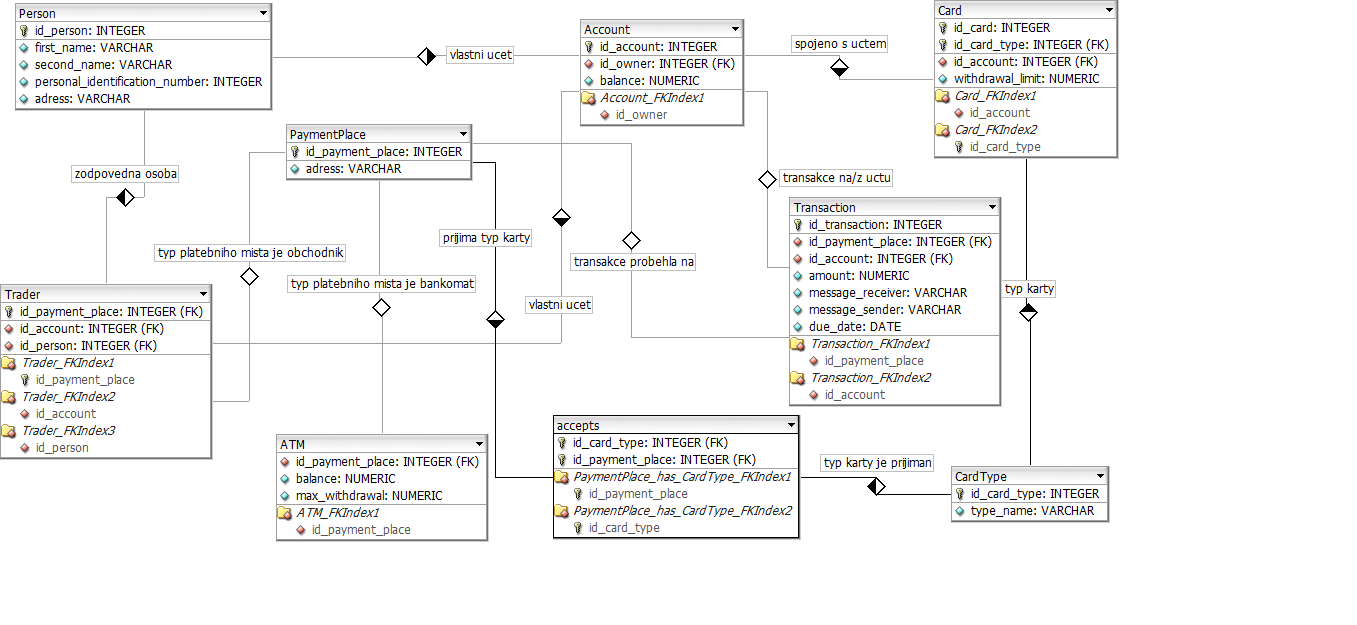 Person
id_person: INTEGER
first_name: VARCHAR
second_name: VARCHAR
personal_identification_number: INTEGER
adress: VARCHAR
vlastni ucet
Account
id_account: INTEGER
id_owner: INTEGER (FK)
balance: NUMERIC
Account_FKIndex1
id_owner
spojeno s uctem
Card
id_card: INTEGER
id_card_type: INTEGER (FK)
id_account: INTEGER (FK)
withdrawal_limit: NUMERIC
Card_FKIndex1
id_account
Card_FKIndex2
id_card_type
PaymentPlace
id_payment_place: INTEGER
adress: VARCHAR
zodpovedna osoba
transakce na/z uctu
Transaction
id_transaction: INTEGER
id_payment_place: INTEGER (FK)
id_account: INTEGER (FK)
amount: NUMERIC
message_receiver: VARCHAR
message_sender: VARCHAR
due_date: DATE
Transaction_FKIndex1
id_payment_place
Transaction_FKIndex2
id_account
prijima typ karty
typ platebniho mista je obchodnik
transakce probehla na
typ platebniho mista je bankomat
typ karty
vlastni ucet
Trader
id_payment_place: INTEGER (FK)
id_account: INTEGER (FK)
id_person: INTEGER (FK)
Trader_FKIndex1
id_payment_place
Trader_FKIndex2
id_account
Trader_FKIndex3
id_person
ATM
id_payment_place: INTEGER (FK)
balance: NUMERIC
max_withdrawal: NUMERIC
ATM_FKIndex1
id_payment_place
accepts
id_card_type: INTEGER (FK)
id_payment_place: INTEGER (FK)
PaymentPlace_has_CardType_FKIndex1
id_payment_place
PaymentPlace_has_CardType_FKIndex2
id_card_type
typ karty je prijiman
CardType
id_card_type: INTEGER
type_name: VARCHAR